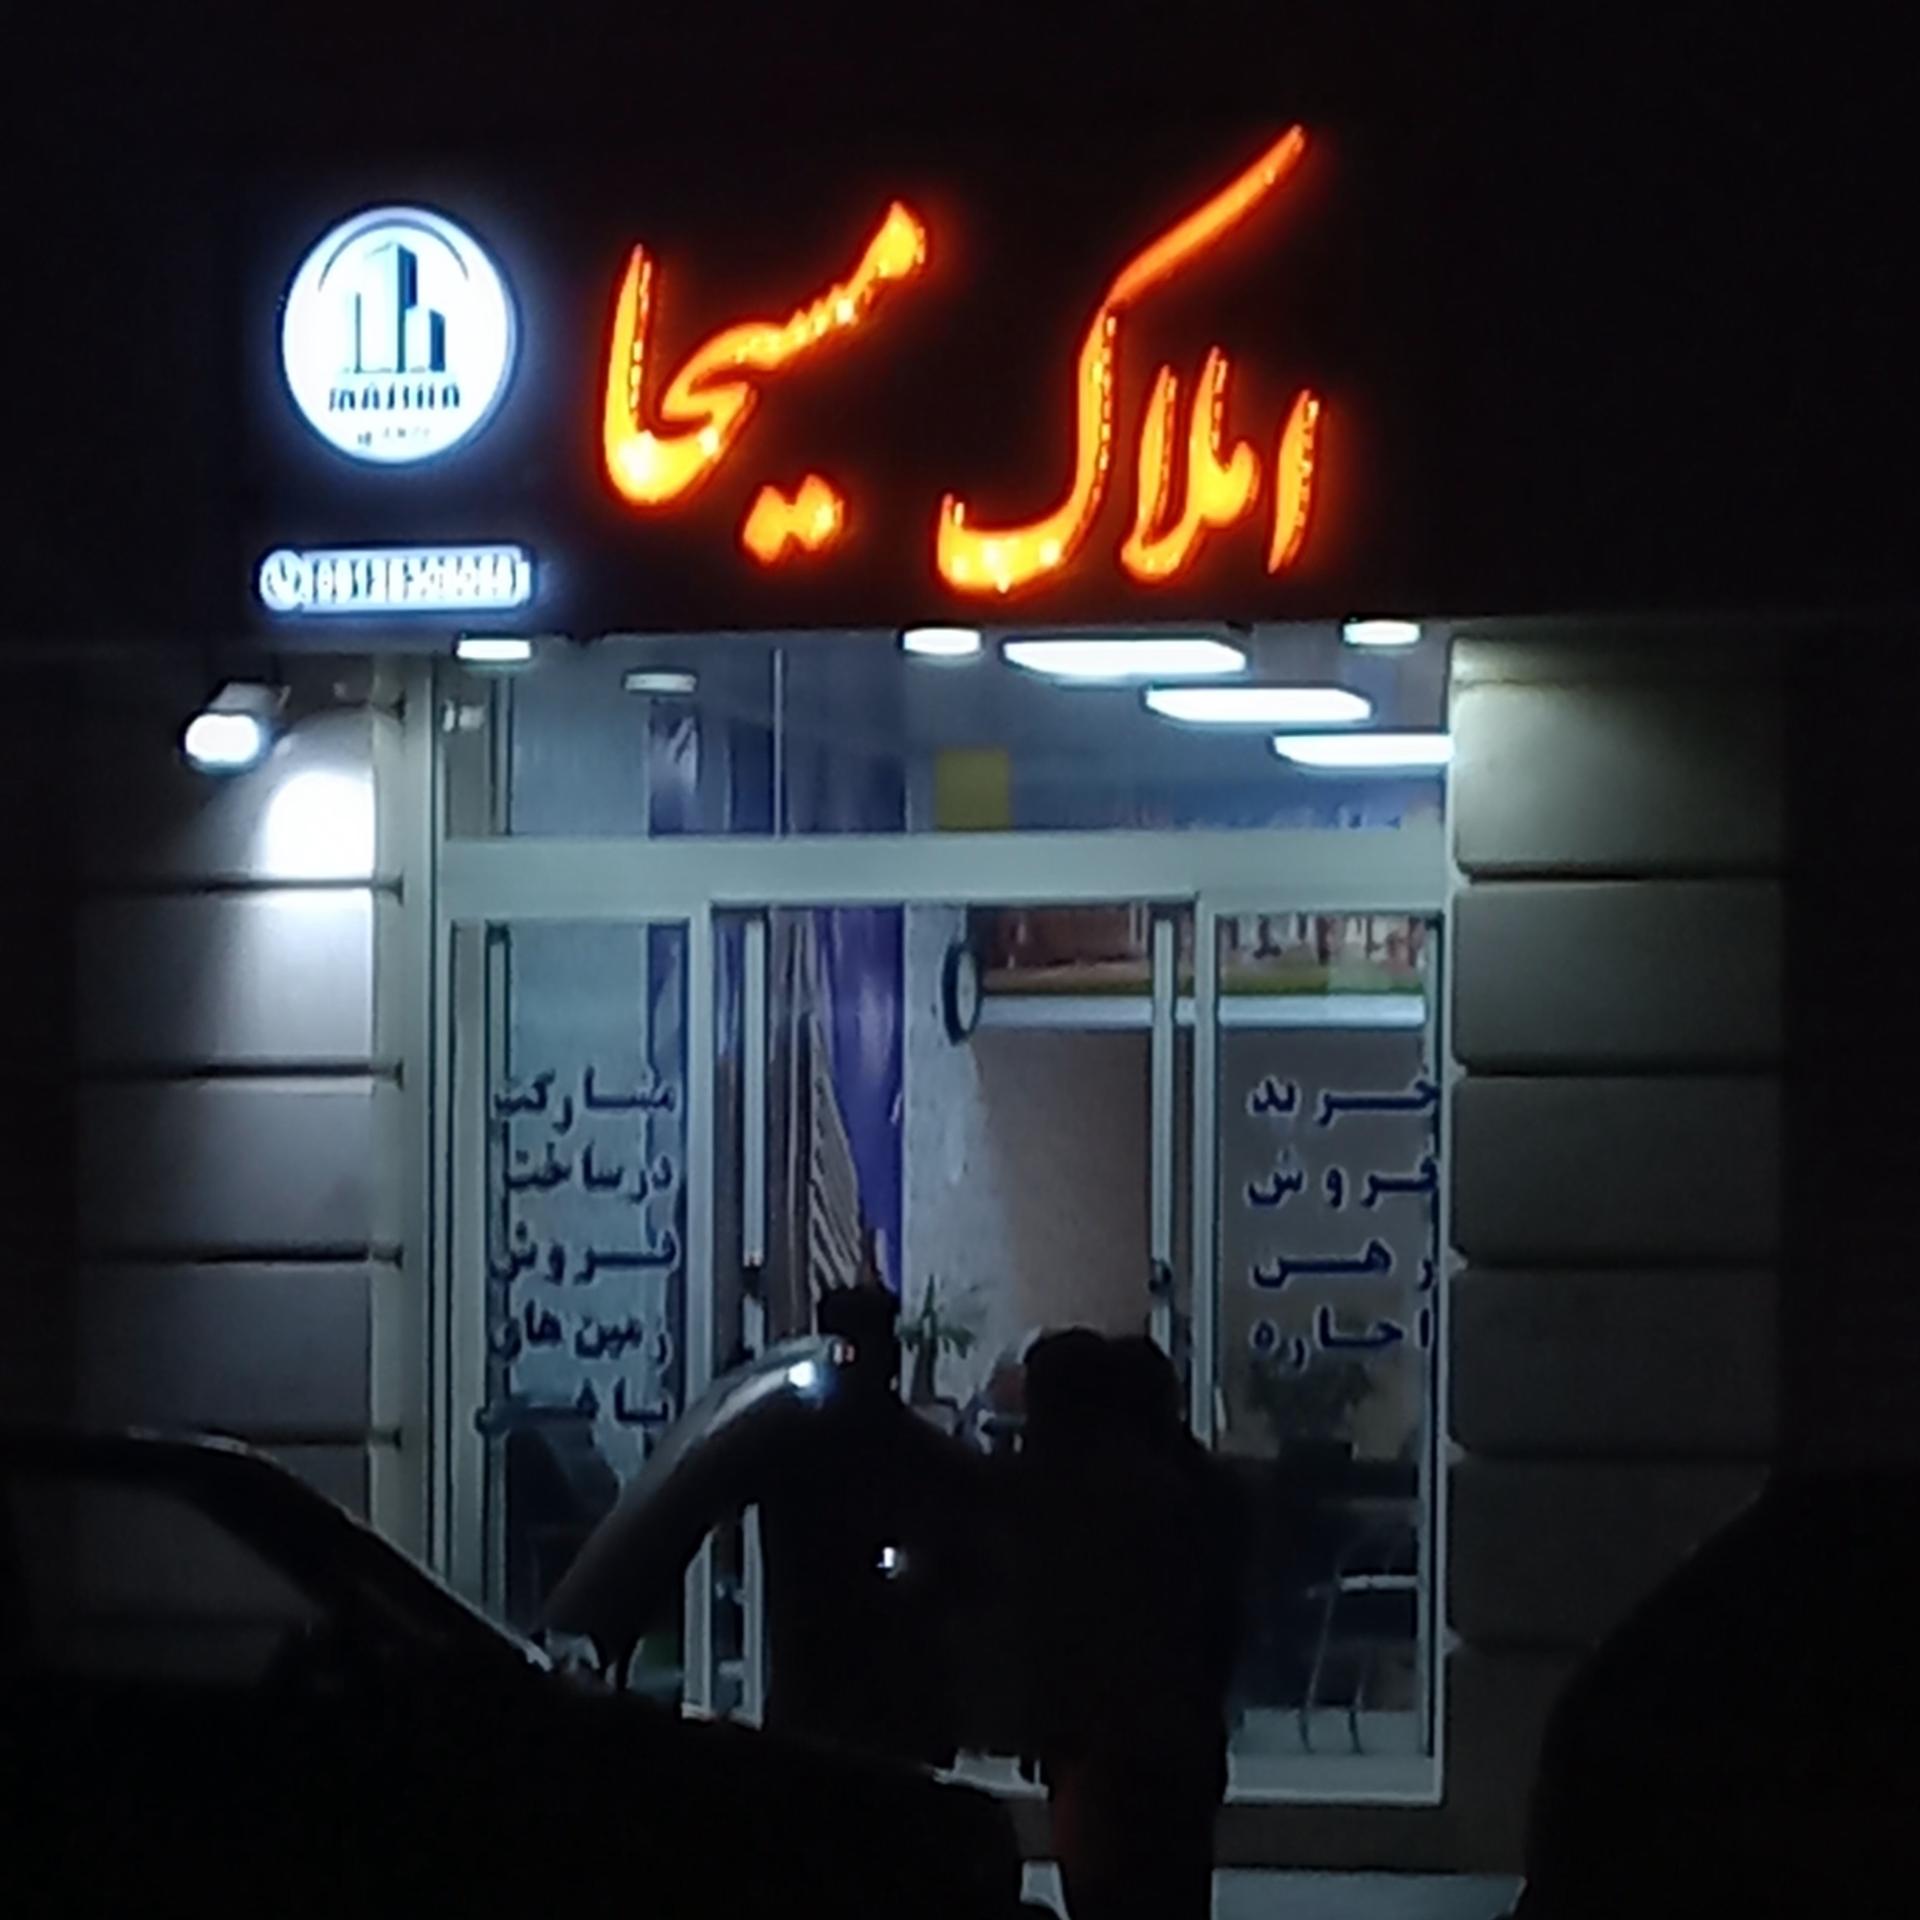 املاک مسیحا
خرید
فروش
رهن
اجاره
مشارکت
در ساخت
فروش
زمین های